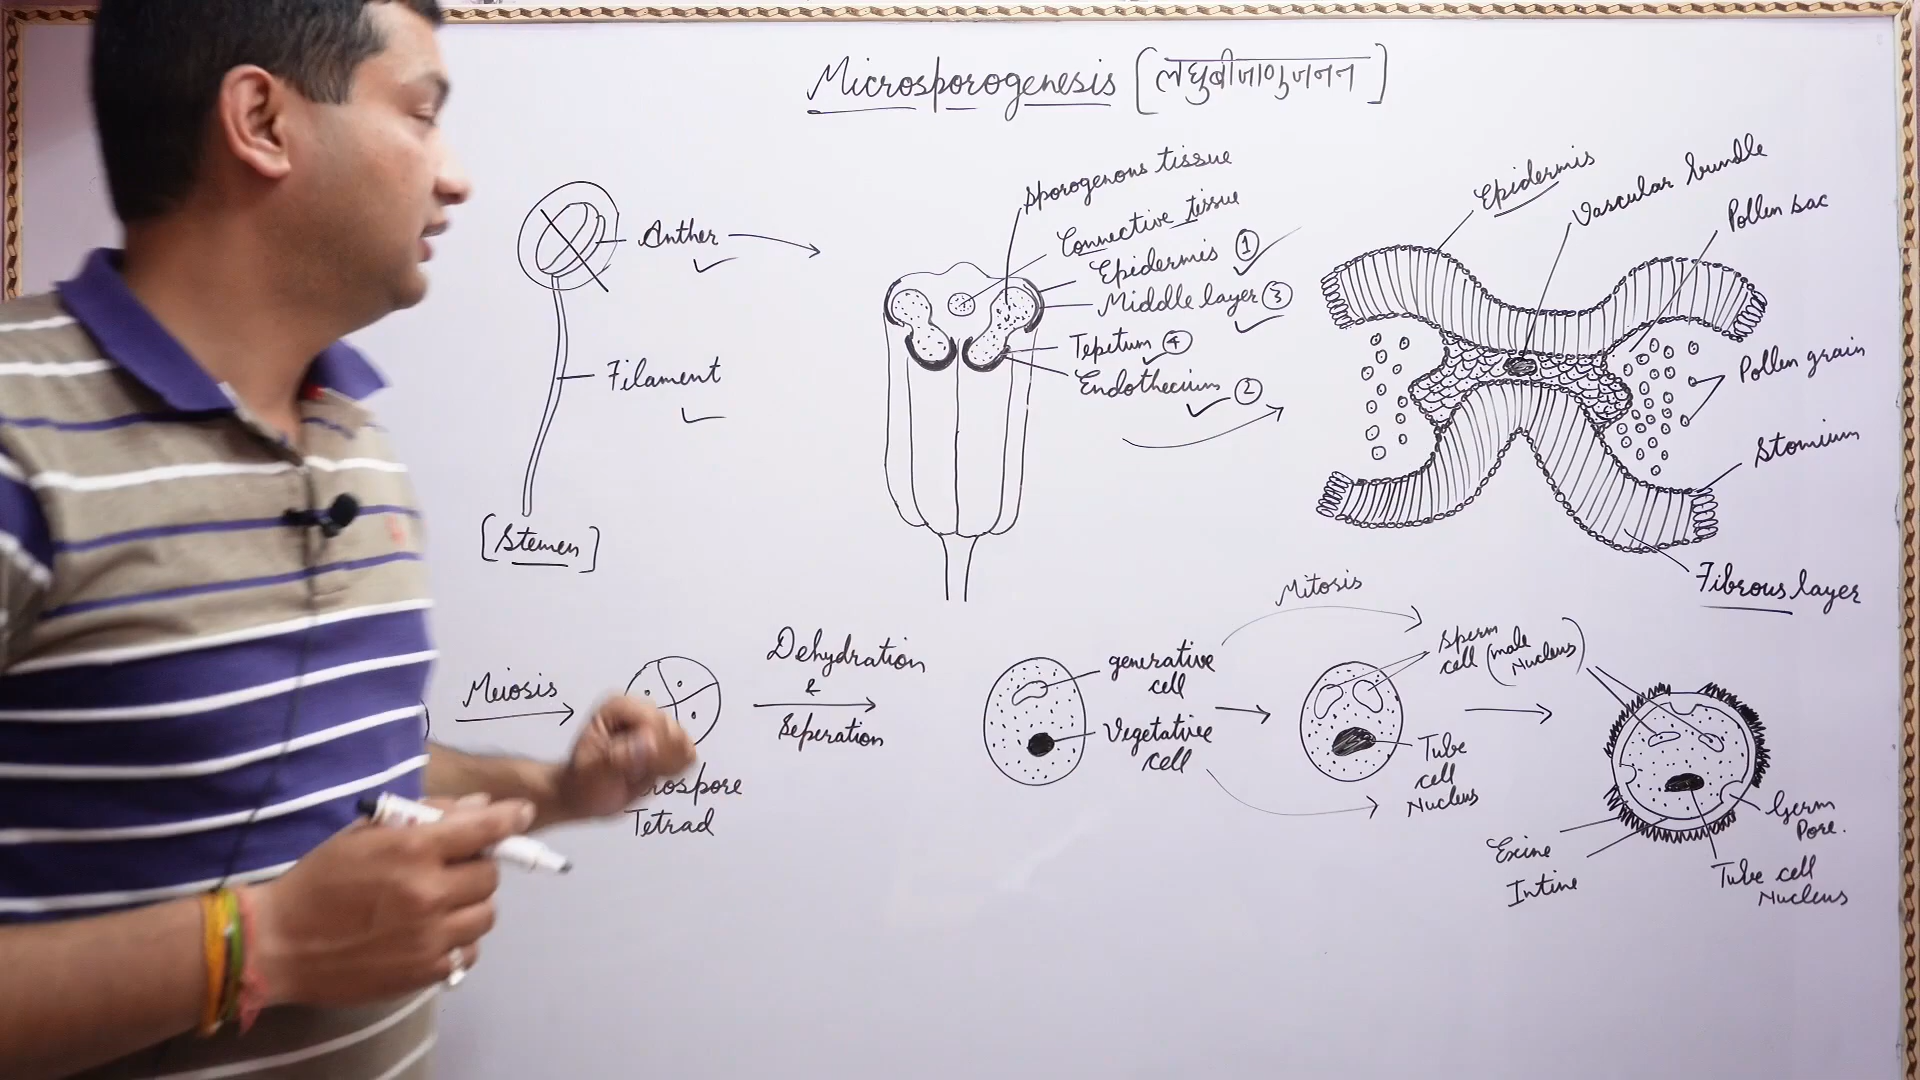 Microsporogenesis [लघुबीजाणुजनन]
Anther
Filament
[Stemen]
Sporogenous tissue
Connective tissue
Epidermis ①
Middle layer ③
Tepetum ④
Endothecium ②
Epidermis
Vascular bundle
Pollen sac
Pollen grain
Stomium
Fibrous layer
Meiosis
Tetrad
Dehydration
&
Seperation
generative
cell
Vegetative
cell
Mitosis
Sperm
cell (male
Nucleus)
Tube
cell
Nucleus
Exine
Intine
Germ
Pore.
Tube cell
Nucleus